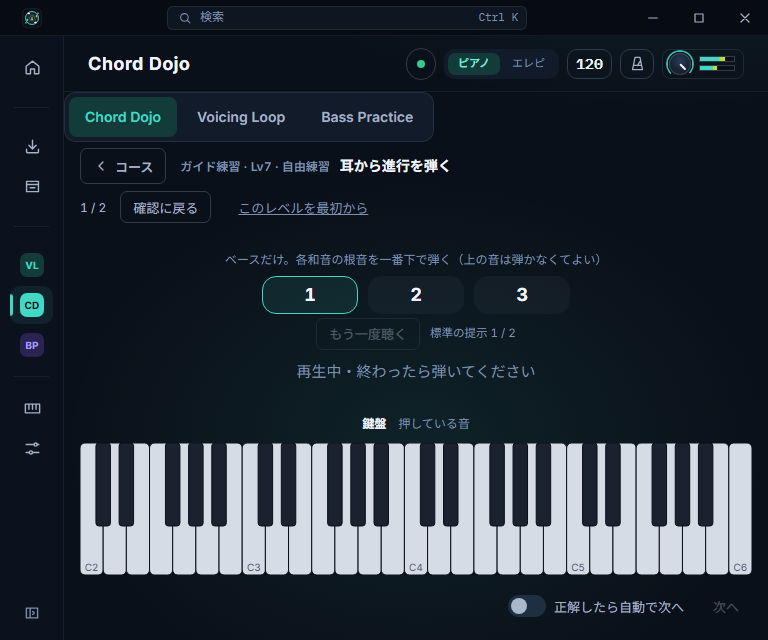 検索 Ctrl K
Chord Dojo ピアノ エレピ 120
Chord Dojo Voicing Loop Bass Practice
コース ガイド練習 · Lv7 · 自由練習 耳から進行を弾く
1 / 2 確認に戻る このレベルを最初から
ベースだけ。各和音の根音を一番下で弾く（上の音は弾かなくてよい）
1 2 3
もう一度聴く 標準の提示 1 / 2
再生中・終わったら弾いてください
VL
CD
BP
鍵盤 押している音
C2 C3 C4 C5 C6
正解したら自動で次へ 次へ